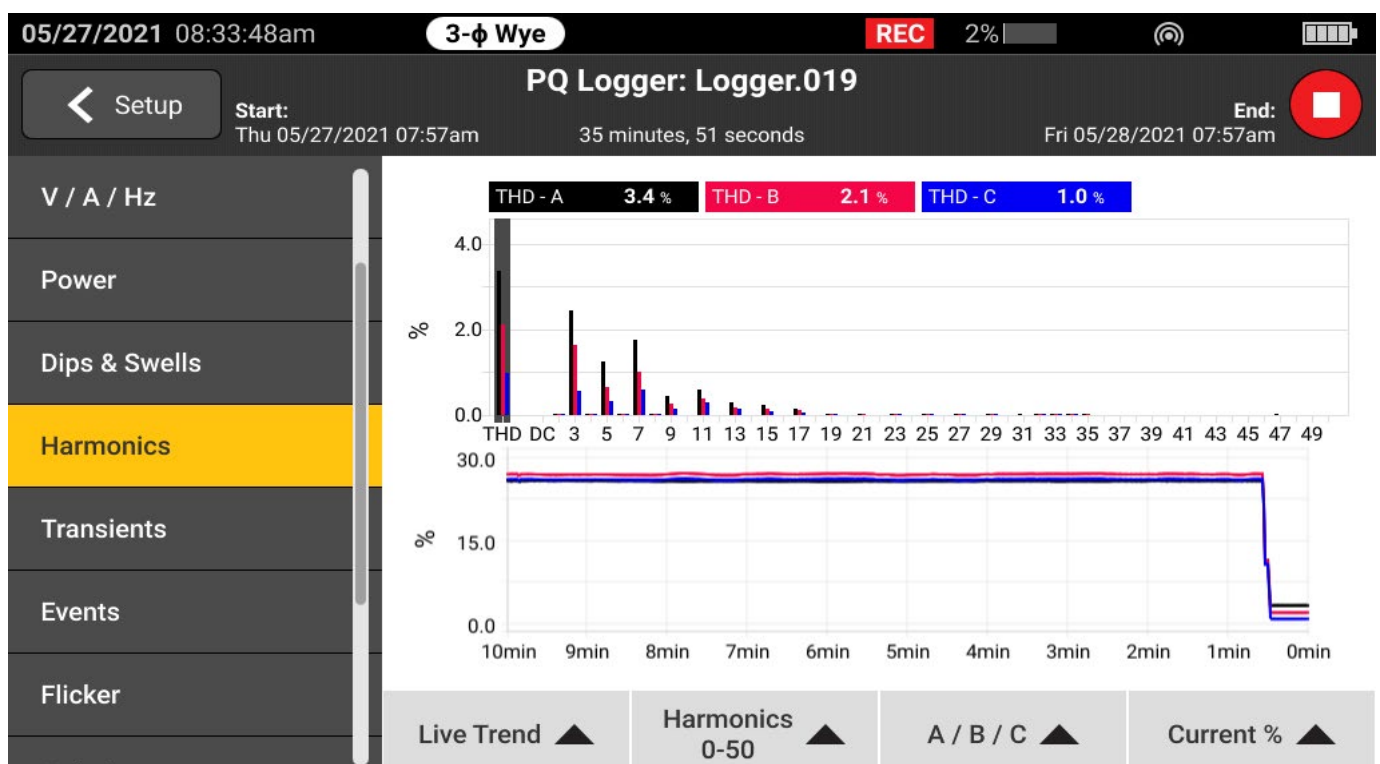 05/27/2021 08:33:48am 3-ϕ Wye REC 2%
PQ Logger: Logger.019
Setup
Start:
Thu 05/27/2021 07:57am
35 minutes, 51 seconds
End:
Fri 05/28/2021 07:57am
V / A / Hz
Power
Dips & Swells
Harmonics
Transients
Events
Flicker
THD - A 3.4 % THD - B 2.1 % THD - C 1.0 %
%
4.0
2.0
0.0
THD DC 3 5 7 9 11 13 15 17 19 21 23 25 27 29 31 33 35 37 39 41 43 45 47 49
%
30.0
15.0
0.0
10min 9min 8min 7min 6min 5min 4min 3min 2min 1min 0min
Live Trend
Harmonics
0-50
A / B / C
Current %